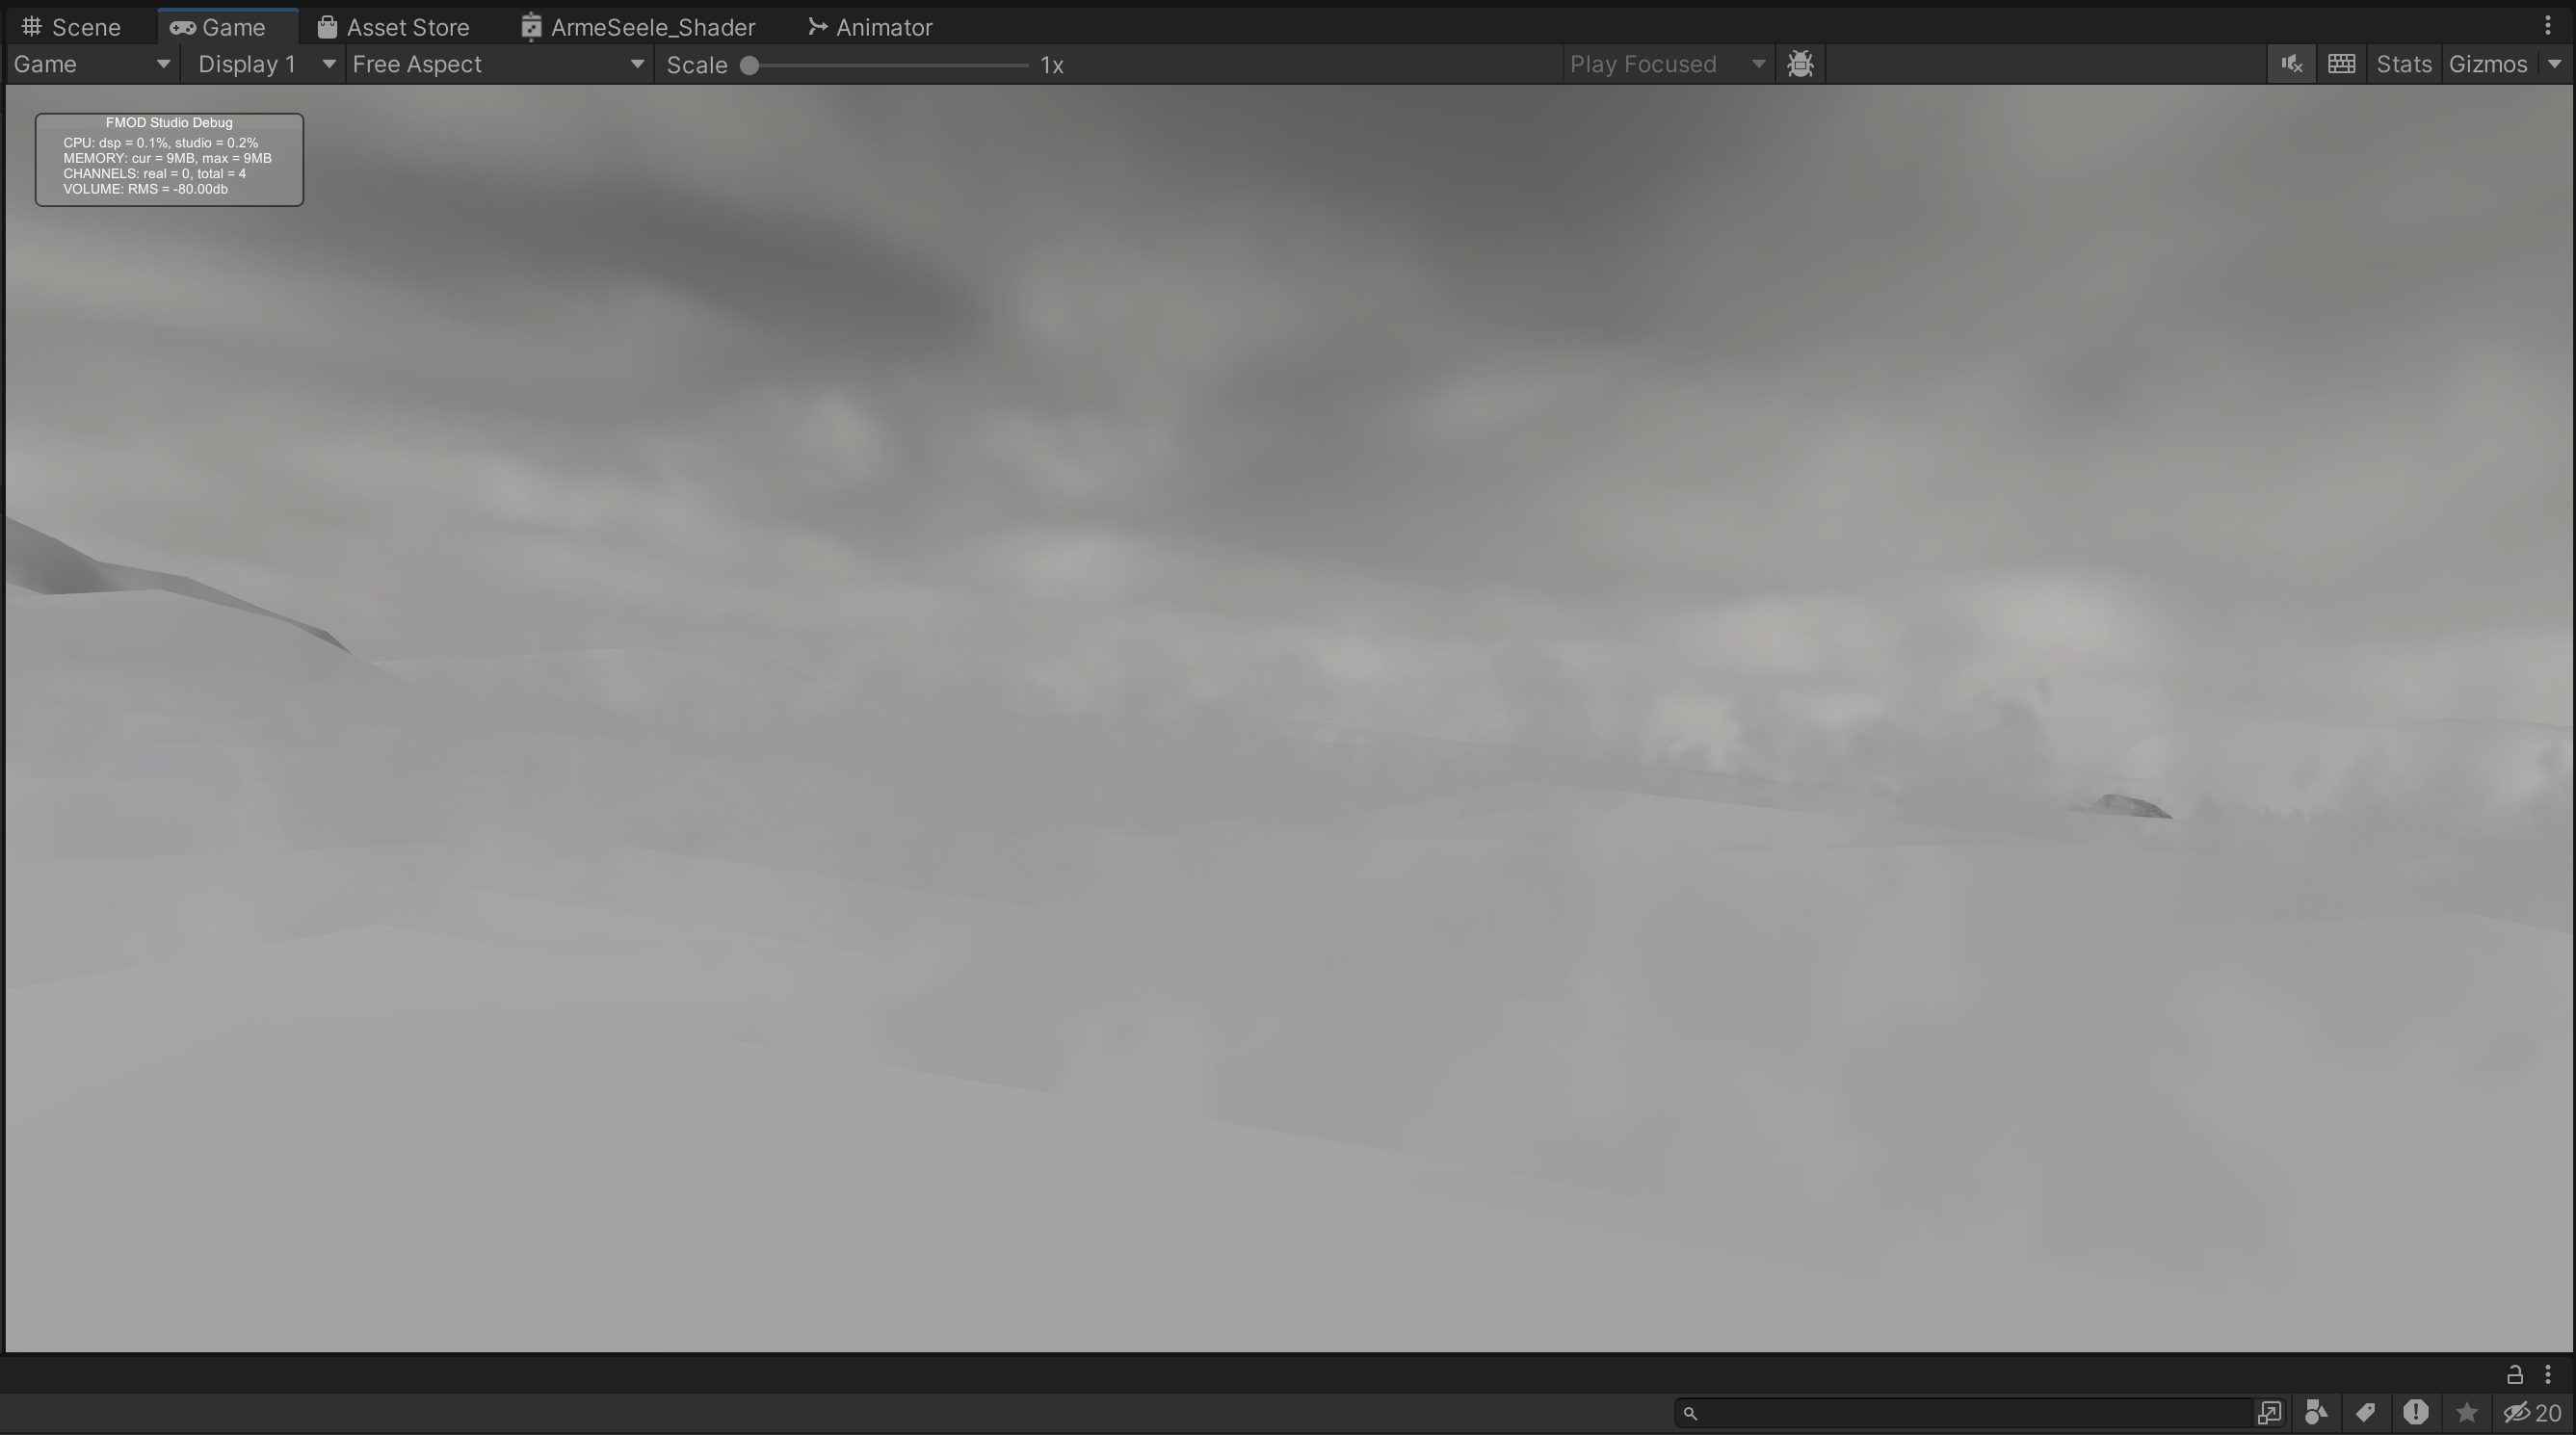 Scene Game Asset Store ArmeSeele_Shader Animator
Game Display 1 Free Aspect Scale 1x Play Focused Stats Gizmos
FMOD Studio Debug
CPU: dsp = 0.1%, studio = 0.2%
MEMORY: cur = 9MB, max = 9MB
CHANNELS: real = 0, total = 4
VOLUME: RMS = -80.00db
20